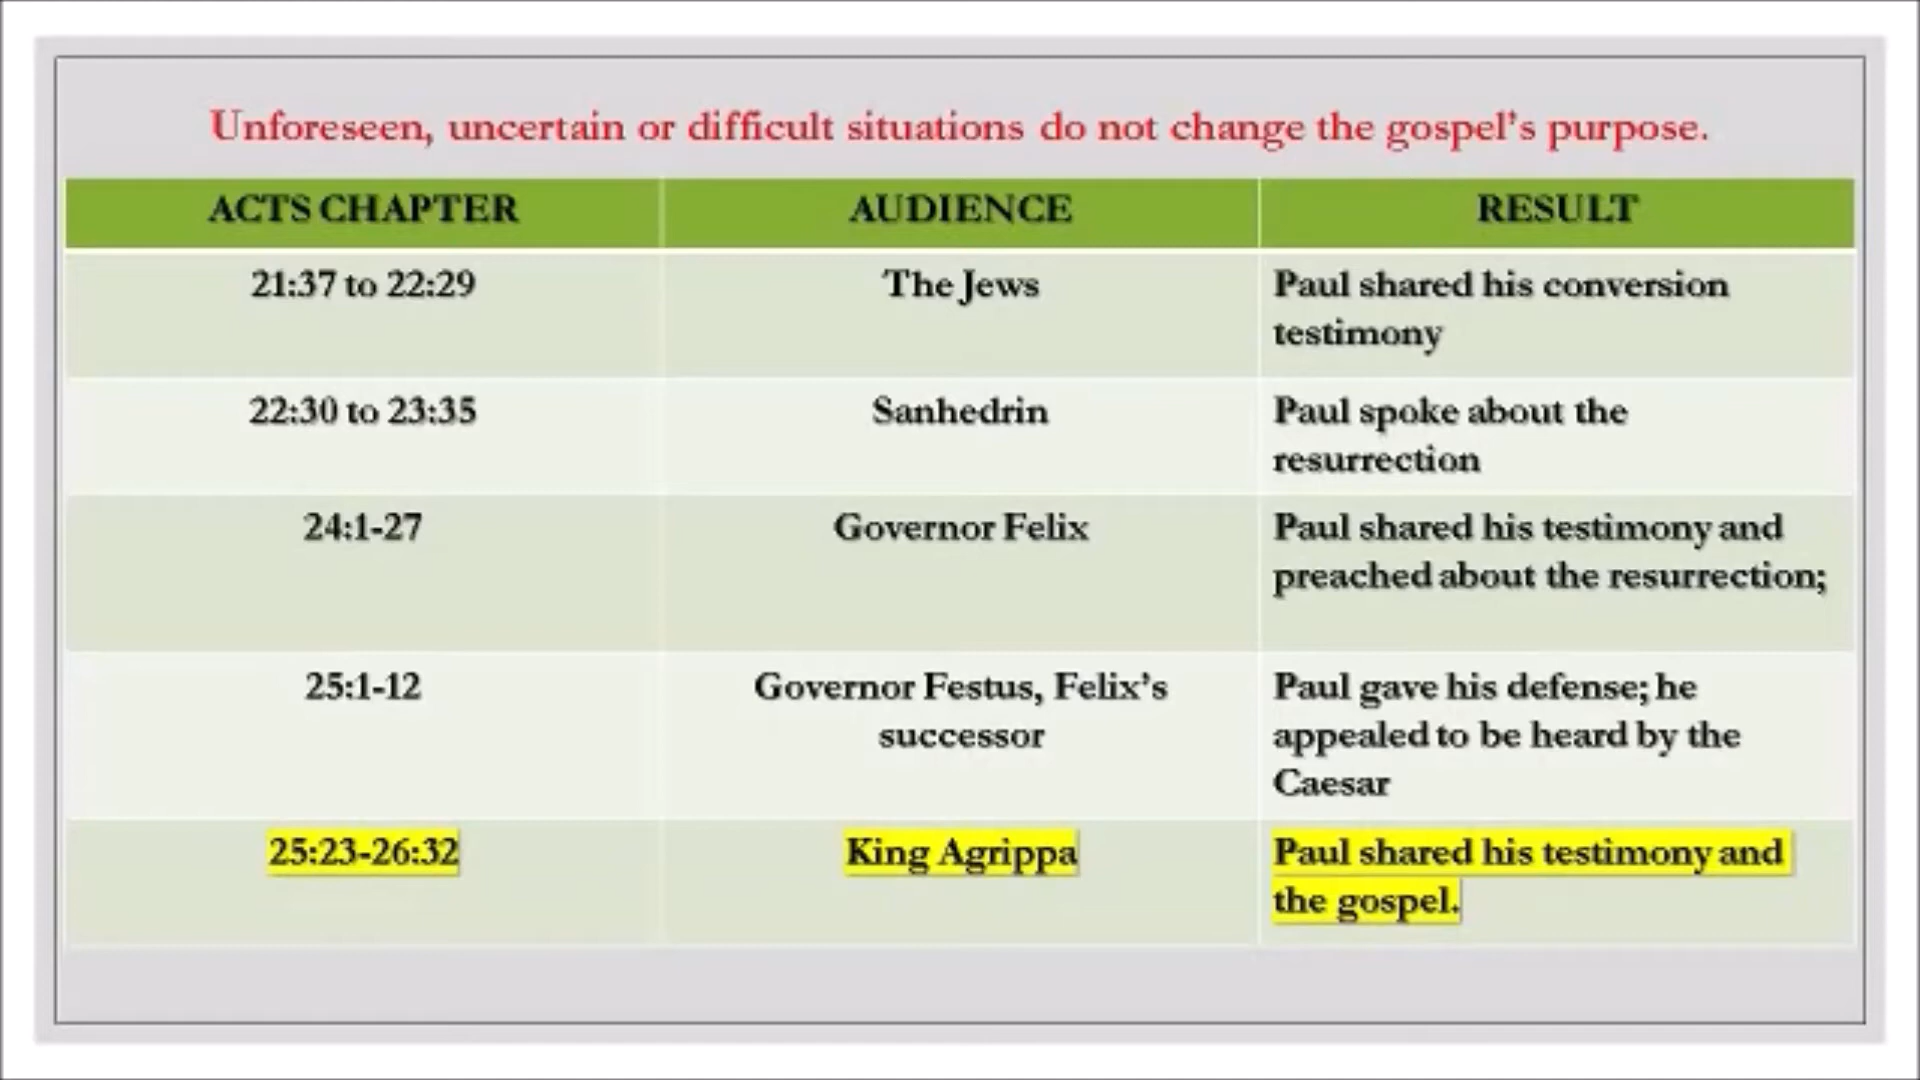 Unforeseen, uncertain or difficult situations do not change the gospel's purpose.
ACTS CHAPTER AUDIENCE RESULT
21:37 to 22:29 The Jews Paul shared his conversion
testimony
22:30 to 23:35 Sanhedrin Paul spoke about the
resurrection
24:1-27 Governor Felix Paul shared his testimony and
preached about the resurrection;
25:1-12 Governor Festus, Felix's Paul gave his defense; he
successor appealed to be heard by the
Caesar
25:23-26:32 King Agrippa Paul shared his testimony and
the gospel.